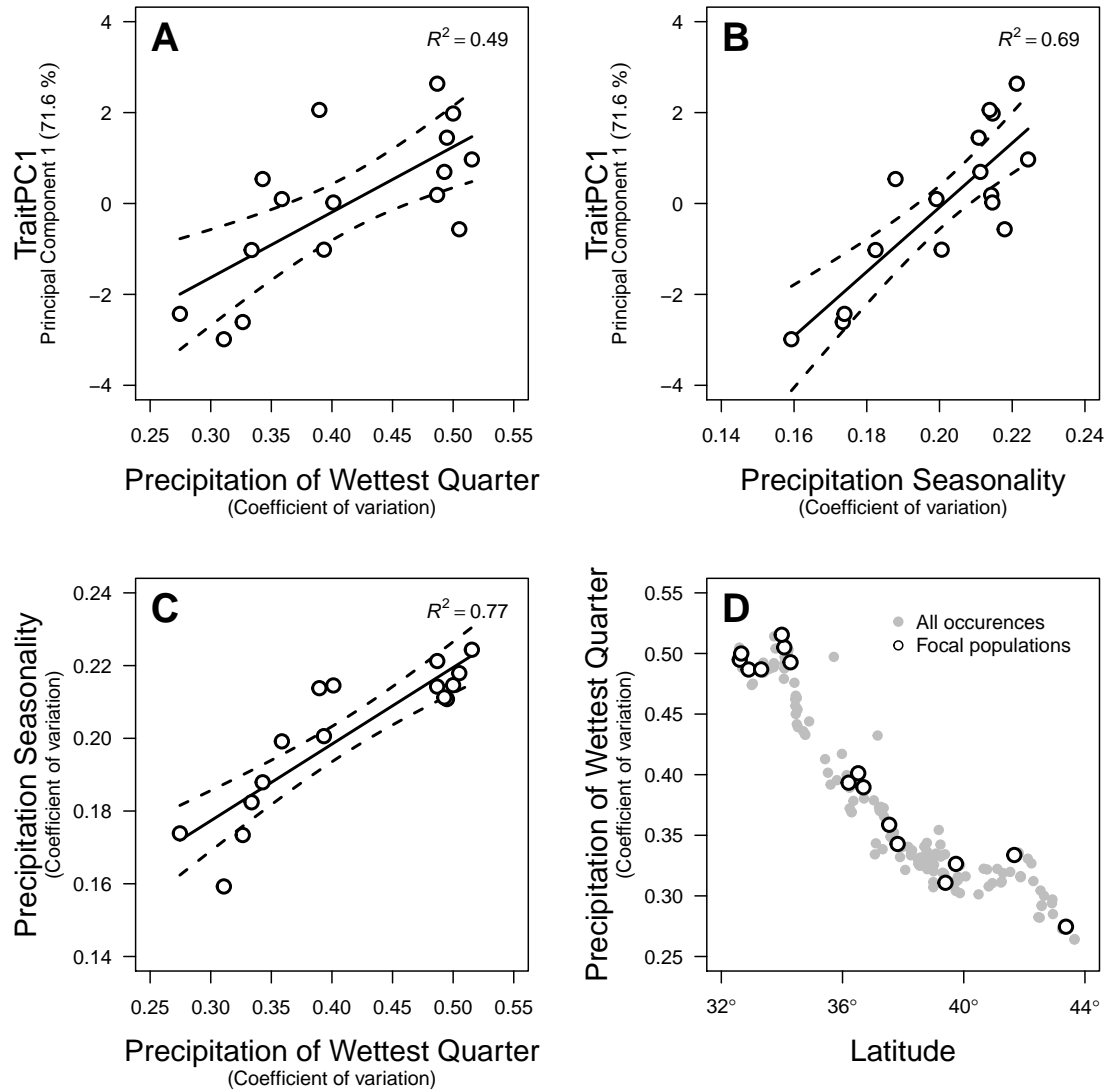 A
R² = 0.49
4
2
0
−2
−4
TraitPC1
Principal Component 1 (71.6 %)
0.25 0.30 0.35 0.40 0.45 0.50 0.55
Precipitation of Wettest Quarter
(Coefficient of variation)
B
R² = 0.69
4
2
0
−2
−4
TraitPC1
Principal Component 1 (71.6 %)
0.14 0.16 0.18 0.20 0.22 0.24
Precipitation Seasonality
(Coefficient of variation)
C
R² = 0.77
0.24
0.22
0.20
0.18
0.16
0.14
Precipitation Seasonality
(Coefficient of variation)
0.25 0.30 0.35 0.40 0.45 0.50 0.55
Precipitation of Wettest Quarter
(Coefficient of variation)
D
All occurences
Focal populations
0.55
0.50
0.45
0.40
0.35
0.30
0.25
Precipitation of Wettest Quarter
(Coefficient of variation)
32° 36° 40° 44°
Latitude